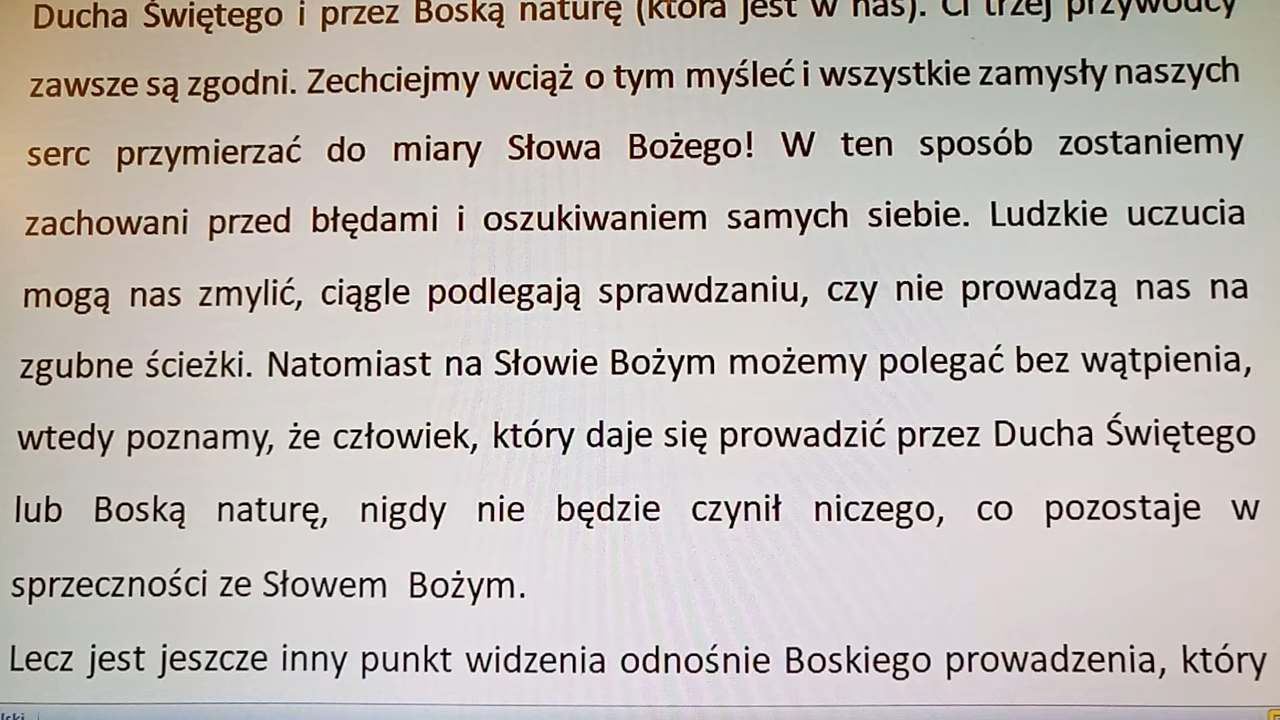 Ducha Świętego i przez Boską naturę (która jest w nas). Ci trzej przywódcy
zawsze są zgodni. Zechciejmy wciąż o tym myśleć i wszystkie zamysły naszych
serc przymierzać do miary Słowa Bożego! W ten sposób zostaniemy
zachowani przed błędami i oszukiwaniem samych siebie. Ludzkie uczucia
mogą nas zmylić, ciągle podlegają sprawdzaniu, czy nie prowadzą nas na
zgubne ścieżki. Natomiast na Słowie Bożym możemy polegać bez wątpienia,
wtedy poznamy, że człowiek, który daje się prowadzić przez Ducha Świętego
lub Boską naturę, nigdy nie będzie czynił niczego, co pozostaje w
sprzeczności ze Słowem Bożym.
Lecz jest jeszcze inny punkt widzenia odnośnie Boskiego prowadzenia, który